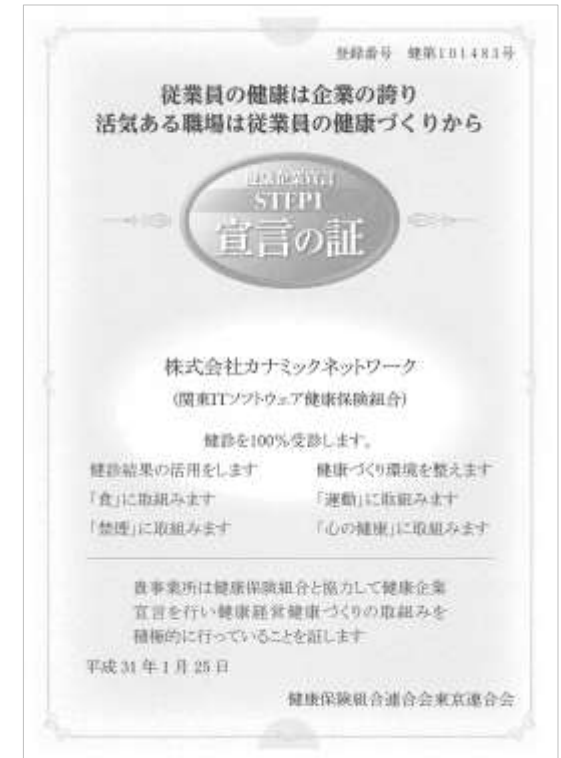 登録番号 健第101483号
従業員の健康は企業の誇り
活気ある職場は従業員の健康づくりから
健康企業宣言
STEP1
宣言の証
株式会社カナミックネットワーク
(関東ITソフトウェア健康保険組合)
健診を100%受診します。
健診結果の活用をします 健康づくり環境を整えます
「食」に取組みます 「運動」に取組みます
「禁煙」に取組みます 「心の健康」に取組みます
貴事業所は健康保険組合と協力して健康企業
宣言を行い健康経営健康づくりの取組みを
積極的に行っていることを証します
平成31年1月25日
健康保険組合連合会東京連合会